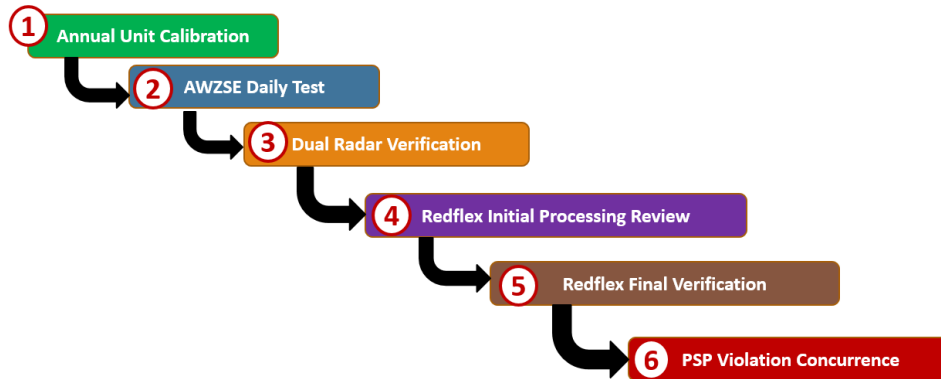 1 Annual Unit Calibration
2 AWZSE Daily Test
3 Dual Radar Verification
4 Redflex Initial Processing Review
5 Redflex Final Verification
6 PSP Violation Concurrence